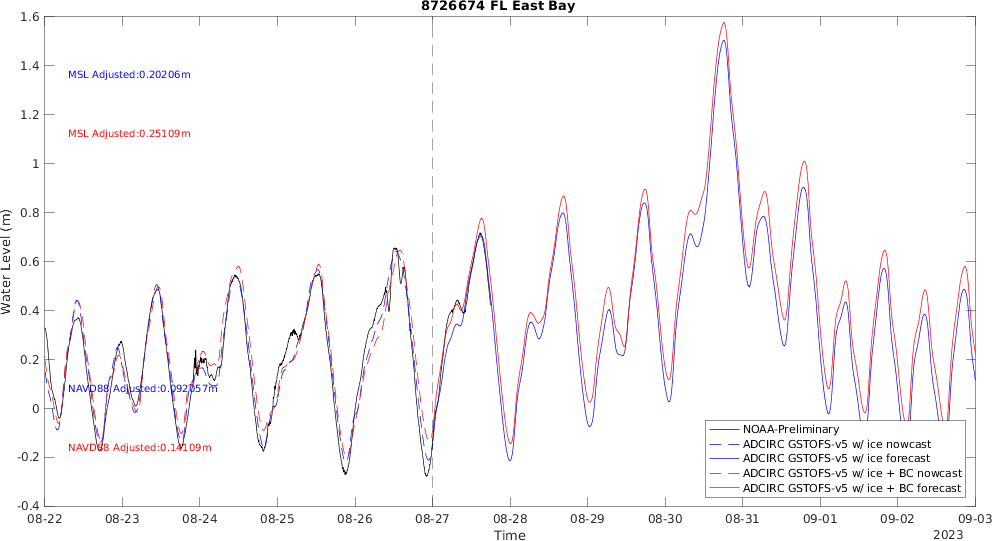 8726674 FL East Bay
1.6
1.4
1.2
1
0.8
0.6
0.4
0.2
0
-0.2
-0.4
Water Level (m)
MSL Adjusted:0.20206m
MSL Adjusted:0.25109m
NAVD88 Adjusted:0.092057m
NAVD88 Adjusted:0.14109m
NOAA-Preliminary
ADCIRC GSTOFS-v5 w/ ice nowcast
ADCIRC GSTOFS-v5 w/ ice forecast
ADCIRC GSTOFS-v5 w/ ice + BC nowcast
ADCIRC GSTOFS-v5 w/ ice + BC forecast
08-22 08-23 08-24 08-25 08-26 08-27 08-28 08-29 08-30 08-31 09-01 09-02 09-03
Time
2023